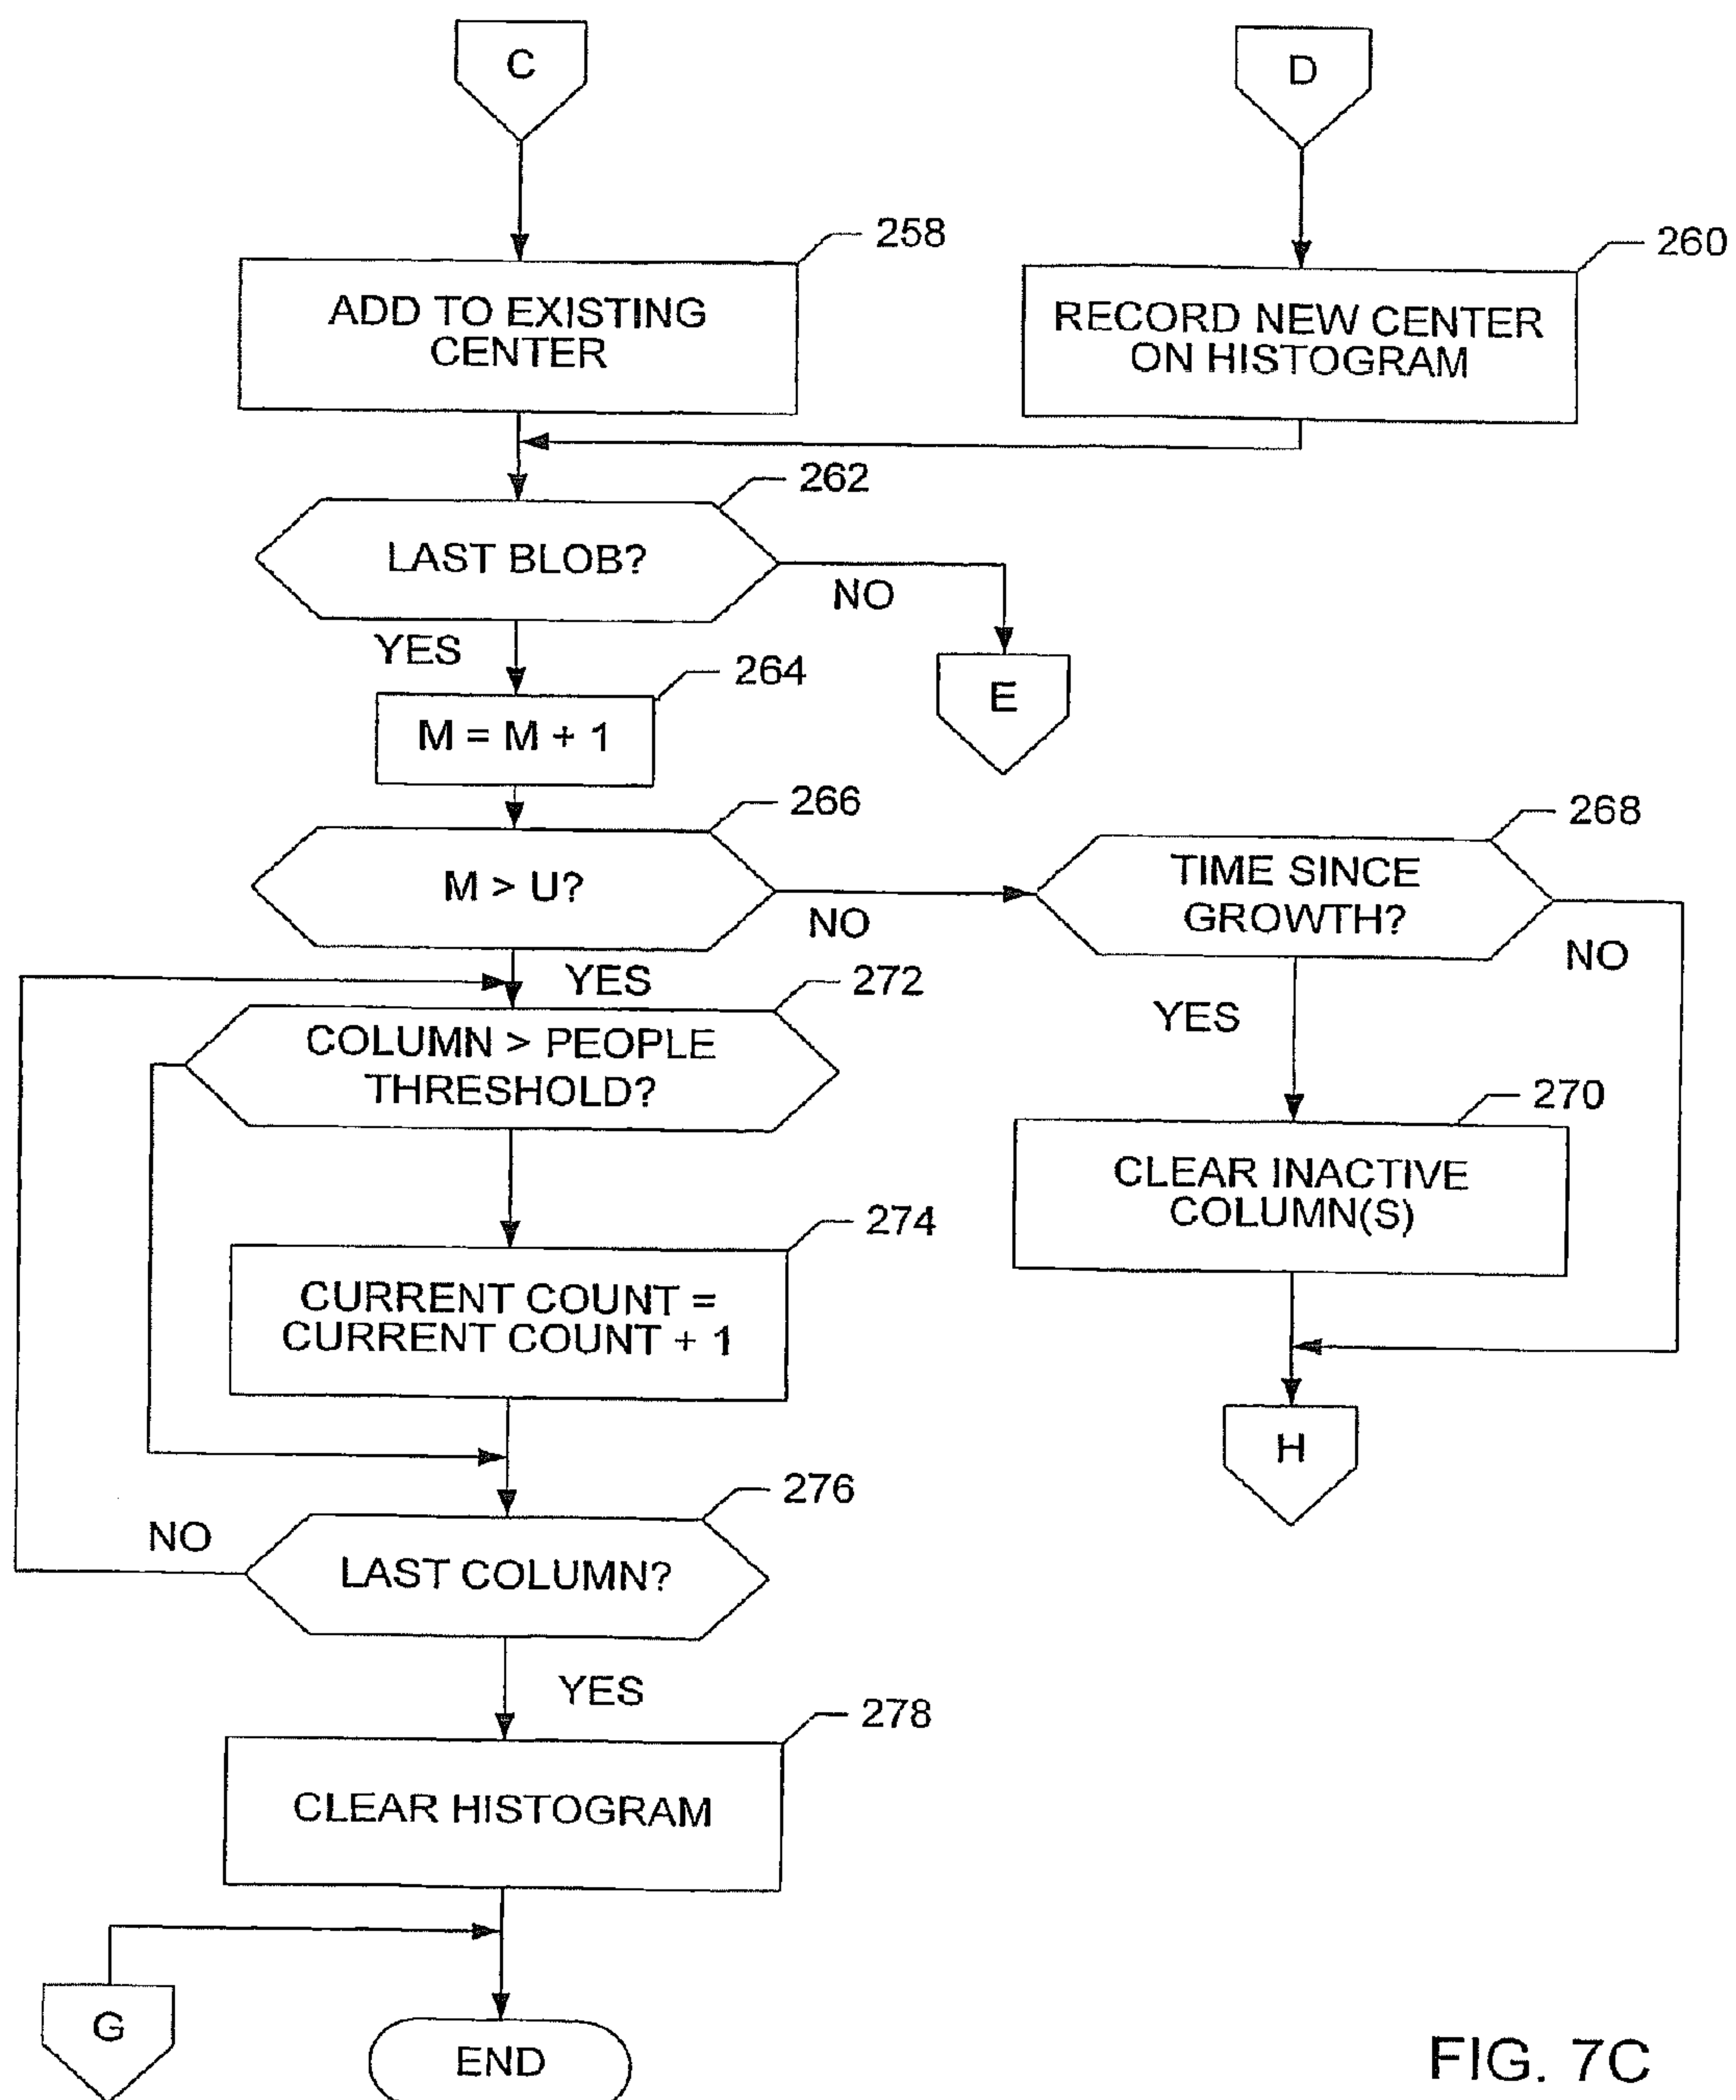 C
D
258
260
ADD TO EXISTING
CENTER
RECORD NEW CENTER
ON HISTOGRAM
262
LAST BLOB?
NO
YES
264
E
M = M + 1
266
268
M > U?
NO
TIME SINCE
GROWTH?
NO
YES
272
YES
COLUMN > PEOPLE
THRESHOLD?
270
CLEAR INACTIVE
COLUMN(S)
274
CURRENT COUNT =
CURRENT COUNT + 1
H
276
NO
LAST COLUMN?
YES
278
CLEAR HISTOGRAM
G
END
FIG. 7C